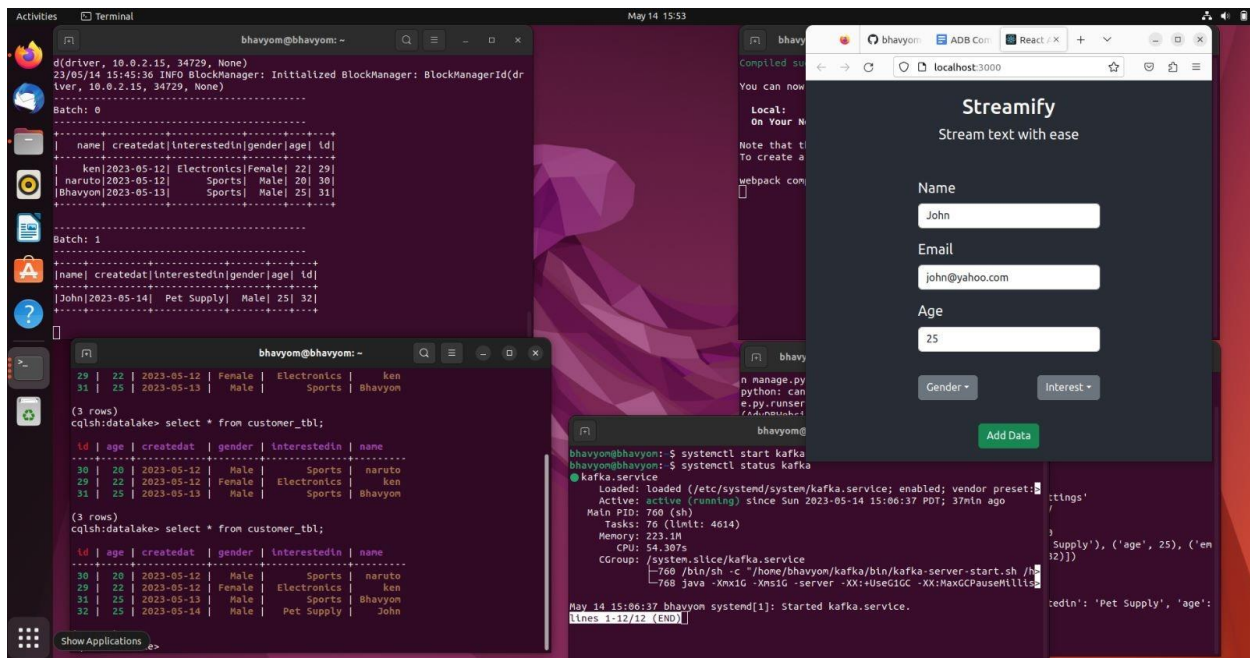 Activities
Terminal
May 14 15:53
bhavyom@bhavyom: ~
d(driver, 10.0.2.15, 34729, None)
23/05/14 15:45:36 INFO BlockManager: Initialized BlockManager: BlockManagerId(dr
iver, 10.0.2.15, 34729, None)
-------------------------------------------
Batch: 0
-------------------------------------------
+-------+----------+------------+------+---+---+
|   name| createdat|interestedin|gender|age| id|
+-------+----------+------------+------+---+---+
|    ken|2023-05-12| Electronics|Female| 22| 29|
| naruto|2023-05-12|      Sports|  Male| 20| 30|
|Bhavyom|2023-05-13|      Sports|  Male| 25| 31|
+-------+----------+------------+------+---+---+
-------------------------------------------
Batch: 1
-------------------------------------------
|name| createdat|interestedin|gender|age| id|
+----+----------+------------+------+---+---+
|John|2023-05-14|  Pet Supply|  Male| 25| 32|
+----+----------+------------+------+---+---+
bhavyom@bhavyom: ~
29 |  22 | 2023-05-12 | Female |  Electronics |     ken
31 |  25 | 2023-05-13 |   Male |       Sports | Bhavyom
(3 rows)
cqlsh:datalake> select * from customer_tbl;
id | age | createdat  | gender | interestedin | name
----+-----+------------+--------+--------------+---------
30 |  20 | 2023-05-12 |   Male |       Sports |  naruto
29 |  22 | 2023-05-12 | Female |  Electronics |     ken
31 |  25 | 2023-05-13 |   Male |       Sports | Bhavyom
(3 rows)
cqlsh:datalake> select * from customer_tbl;
id | age | createdat  | gender | interestedin | name
----+-----+------------+--------+--------------+---------
30 |  20 | 2023-05-12 |   Male |       Sports |  naruto
29 |  22 | 2023-05-12 | Female |  Electronics |     ken
31 |  25 | 2023-05-13 |   Male |       Sports | Bhavyom
32 |  25 | 2023-05-14 |   Male |   Pet Supply |    John
Show Applications
e>
bhavy
Compiled su
You can now
Local:
On Your N
Note that t
To create a
webpack com
bhavyom
ADB Com
React A
localhost:3000
Streamify
Stream text with ease
Name
John
Email
john@yahoo.com
Age
25
Gender
Interest
Add Data
bhavy
n manage.py
python: can
e.py.runser
bhavyom@
bhavyom@bhavyom:~$ systemctl start kafka
bhavyom@bhavyom:~$ systemctl status kafka
● kafka.service
Loaded: loaded (/etc/systemd/system/kafka.service; enabled; vendor preset:>
Active: active (running) since Sun 2023-05-14 15:06:37 PDT; 37min ago
Main PID: 760 (sh)
Tasks: 76 (limit: 4614)
Memory: 223.1M
CPU: 54.307s
CGroup: /system.slice/kafka.service
├─760 /bin/sh -c "/home/bhavyom/kafka/bin/kafka-server-start.sh /h>
└─768 java -Xmx1G -Xms1G -server -XX:+UseG1GC -XX:MaxGCPauseMillis>
May 14 15:06:37 bhavyom systemd[1]: Started kafka.service.
lines 1-12/12 (END)
ttings'
Supply'), ('age', 25), ('em
32)])
tedin': 'Pet Supply', 'age':